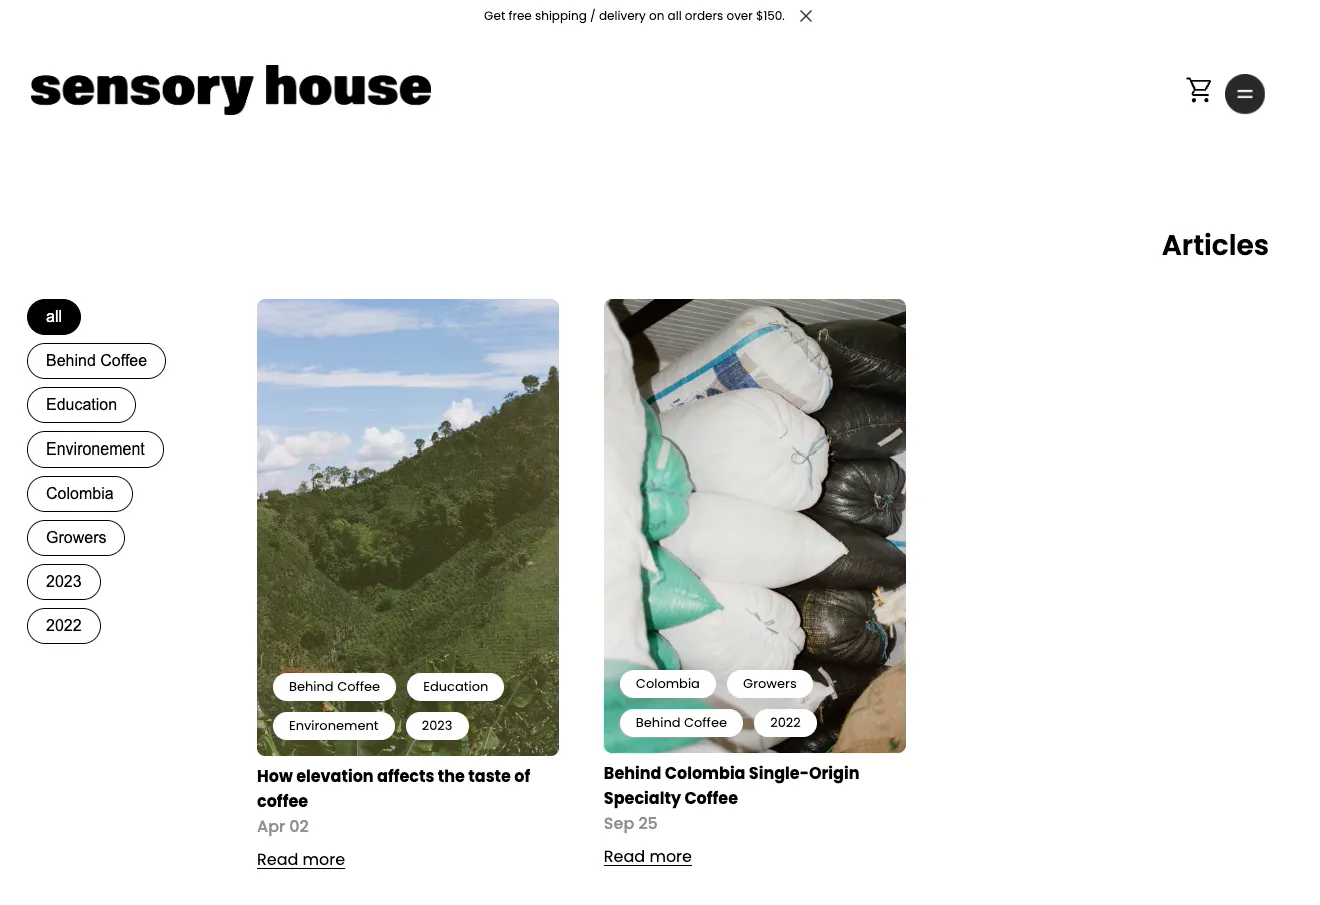 Get free shipping / delivery on all orders over $150.
sensory house
Articles
all
Behind Coffee
Education
Environement
Colombia
Growers
2023
2022
Behind Coffee
Education
Environement
2023
How elevation affects the taste of
coffee
Apr 02
Read more
Colombia
Growers
Behind Coffee
2022
Behind Colombia Single-Origin
Specialty Coffee
Sep 25
Read more